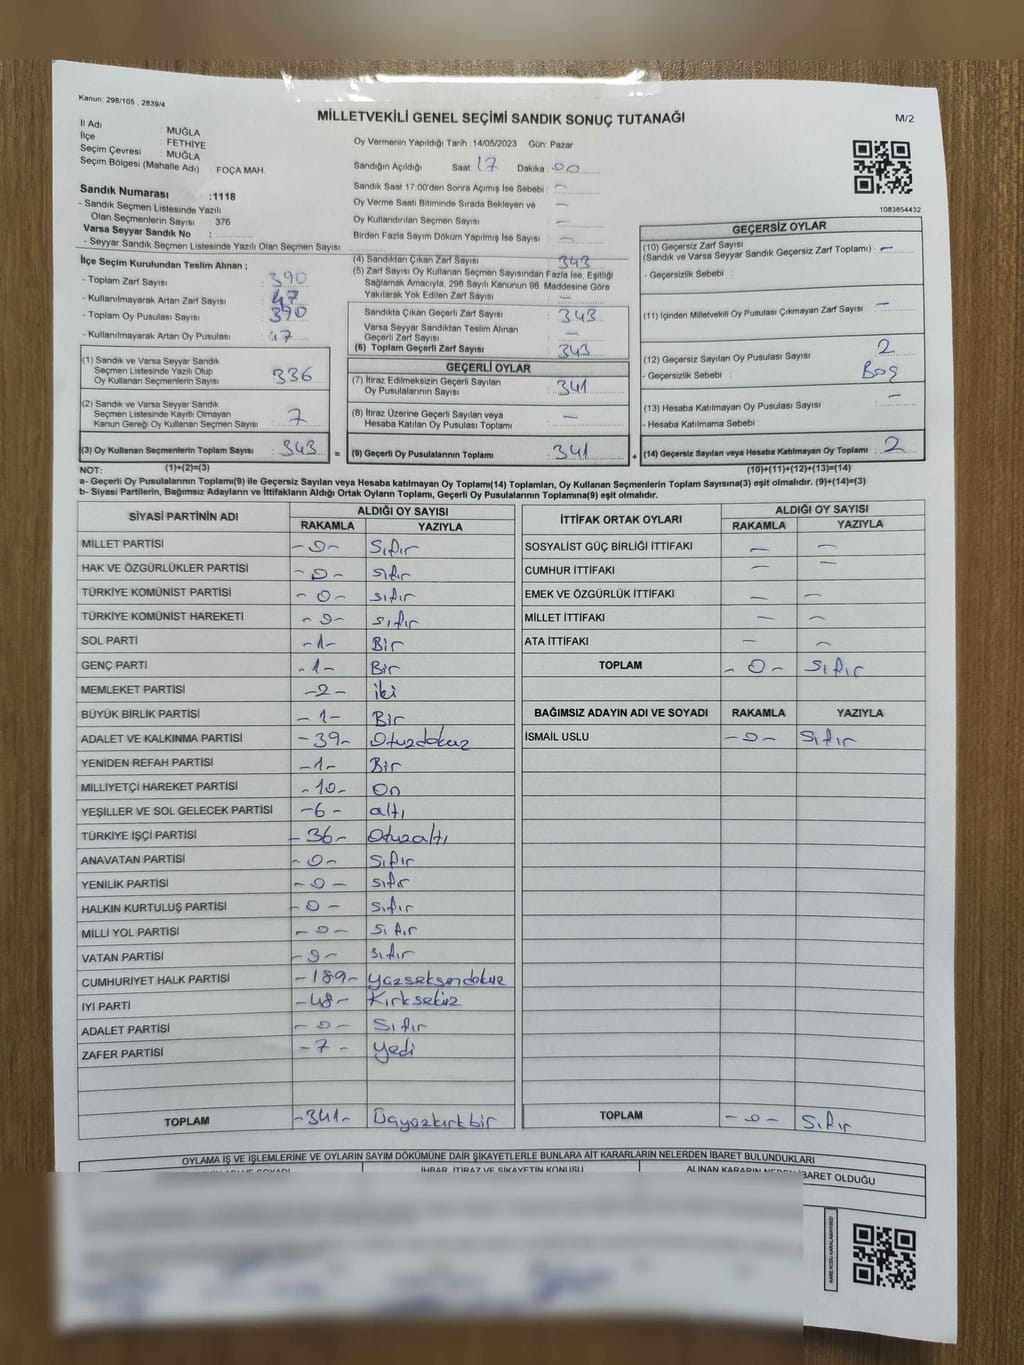 Kanun: 298/105 , 2839/4
MİLLETVEKİLİ GENEL SEÇİMİ SANDIK SONUÇ TUTANAĞI
M/2
İl Adı : MUĞLA
İlçe : FETHİYE
Seçim Çevresi : MUĞLA
Seçim Bölgesi (Mahalle Adı) : FOÇA MAH.
Sandık Numarası :1118
- Sandık Seçmen Listesinde Yazılı
Olan Seçmenlerin Sayısı : 376
Varsa Seyyar Sandık No :
- Seyyar Sandık Seçmen Listesinde Yazılı Olan Seçmen Sayısı
Oy Vermenin Yapıldığı Tarih :14/05/2023 Gün: Pazar
Sandığın Açıldığı Saat: 17 Dakika: 00
Sandık Saat 17:00'den Sonra Açımış İse Sebebi : —
Oy Verme Saati Bitiminde Sırada Bekleyen ve —
Oy Kullandırılan Seçmen Sayısı : —
Birden Fazla Sayım Döküm Yapılmış İse Sayısı : —
1083854432
İlçe Seçim Kurulundan Teslim Alınan ;
- Toplam Zarf Sayısı : 390
- Kullanılmayarak Artan Zarf Sayısı : 47
- Toplam Oy Pusulası Sayısı : 390
- Kullanılmayarak Artan Oy Pusulası : 47
(4) Sandıktan Çıkan Zarf Sayısı : 343
(5) Zarf Sayısı Oy Kullanan Seçmen Sayısından Fazla İse, Eşitliği
Sağlamak Amacıyla, 298 Sayılı Kanunun 98. Maddesine Göre
Yakılarak Yok Edilen Zarf Sayısı : —
Sandıkta Çıkan Geçerli Zarf Sayısı : 343
Varsa Seyyar Sandıktan Teslim Alınan
Geçerli Zarf Sayısı : —
(6) Toplam Geçerli Zarf Sayısı : 343
GEÇERSİZ OYLAR
(10) Geçersiz Zarf Sayısı
(Sandık ve Varsa Seyyar Sandık Geçersiz Zarf Toplamı) : —
- Geçersizlik Sebebi :
(11) İçinden Milletvekili Oy Pusulası Çıkmayan Zarf Sayısı : —
(12) Geçersiz Sayılan Oy Pusulası Sayısı : 2
- Geçersizlik Sebebi : Boş
(13) Hesaba Katılmayan Oy Pusulası Sayısı : —
- Hesaba Katılmama Sebebi :
(14) Geçersiz Sayılan veya Hesaba Katılmayan Oy Toplamı : 2
(1) Sandık ve Varsa Seyyar Sandık
Seçmen Listesinde Yazılı Olup
Oy Kullanan Seçmenlerin Sayısı : 336
(2) Sandık ve Varsa Seyyar Sandık
Seçmen Listesinde Kayıtlı Olmayan
Kanun Gereği Oy Kullanan Seçmen Sayısı : 7
(3) Oy Kullanan Seçmenlerin Toplam Sayısı : 343
=
GEÇERLİ OYLAR
(7) İtiraz Edilmeksizin Geçerli Sayılan
Oy Pusulalarının Sayısı : 341
(8) İtiraz Üzerine Geçerli Sayılan veya
Hesaba Katılan Oy Pusulası Toplamı : —
(9) Geçerli Oy Pusulalarının Toplamı : 341
+
NOT: (1)+(2)=(3)
(10)+(11)+(12)+(13)=(14)
a- Geçerli Oy Pusulalarının Toplamı(9) ile Geçersiz Sayılan veya Hesaba Katılmayan Oy Toplamı(14) Toplamları, Oy Kullanan Seçmenlerin Toplam Sayısına(3) eşit olmalıdır. (9)+(14)=(3)
b- Siyasi Partilerin, Bağımsız Adayların ve İttifakların Aldığı Ortak Oyların Toplamı, Geçerli Oy Pusulalarının Toplamına(9) eşit olmalıdır.
SİYASİ PARTİNİN ADI ALDIĞI OY SAYISI
RAKAMLA YAZIYLA
MİLLET PARTİSİ -0- Sıfır
HAK VE ÖZGÜRLÜKLER PARTİSİ -0- sıfır
TÜRKİYE KOMÜNİST PARTİSİ -0- sıfır
TÜRKİYE KOMÜNİST HAREKETİ -0- sıfır
SOL PARTİ -1- Bir
GENÇ PARTİ -1- Bir
MEMLEKET PARTİSİ -2- iki
BÜYÜK BİRLİK PARTİSİ -1- Bir
ADALET VE KALKINMA PARTİSİ -39- Otuzdokuz
YENİDEN REFAH PARTİSİ -1- Bir
MİLLİYETÇİ HAREKET PARTİSİ -10- On
YEŞİLLER VE SOL GELECEK PARTİSİ -6- altı
TÜRKİYE İŞÇİ PARTİSİ -36- Otuzaltı
ANAVATAN PARTİSİ -0- Sıfır
YENİLİK PARTİSİ -0- sıfır
HALKIN KURTULUŞ PARTİSİ -0- sıfır
MİLLİ YOL PARTİSİ -0- sıfır
VATAN PARTİSİ -0- sıfır
CUMHURİYET HALK PARTİSİ -189- Yüzseksendokuz
İYİ PARTİ -48- Kırksekiz
ADALET PARTİSİ -0- Sıfır
ZAFER PARTİSİ -7- Yedi
TOPLAM -341- Üçyüzkırkbir
İTTİFAK ORTAK OYLARI ALDIĞI OY SAYISI
RAKAMLA YAZIYLA
SOSYALİST GÜÇ BİRLİĞİ İTTİFAKI — —
CUMHUR İTTİFAKI — —
EMEK VE ÖZGÜRLÜK İTTİFAKI — —
MİLLET İTTİFAKI — —
ATA İTTİFAKI — —
TOPLAM -0- Sıfır
BAĞIMSIZ ADAYIN ADI VE SOYADI RAKAMLA YAZIYLA
İSMAİL USLU -0- Sıfır
TOPLAM -0- Sıfır
OYLAMA İŞ VE İŞLEMLERİNE VE OYLARIN SAYIM DÖKÜMÜNE DAİR ŞİKAYETLERLE BUNLARA AİT KARARLARIN NELERDEN İBARET BULUNDUKLARI
İHBAR, İTİRAZ VE ŞİKAYETİN KONUSU ALINAN KARARIN NEDEN İBARET OLDUĞU